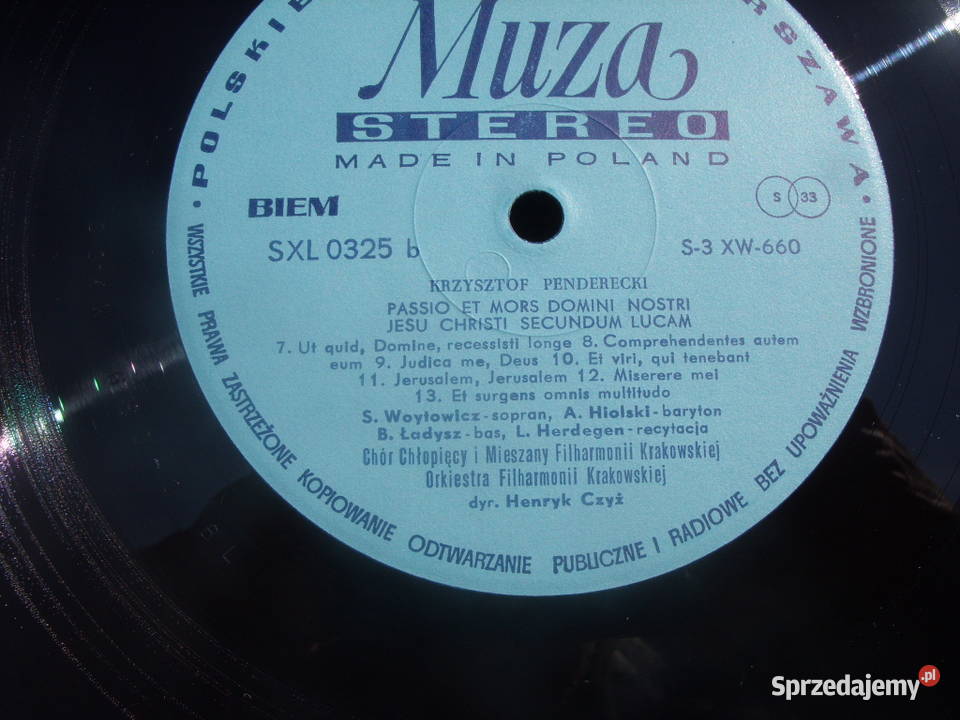 POLSKIE
RSZAWA
Muza
STEREO
MADE IN POLAND
BIEM
S 33
SXL 0325 b
S-3 XW-660
KRZYSZTOF PENDERECKI
PASSIO ET MORS DOMINI NOSTRI
JESU CHRISTI SECUNDUM LUCAM
7. Ut quid, Domine, recessisti longe 8. Comprehendentes autem
eum 9. Judica me, Deus 10. Et viri, qui tenebant
11. Jerusalem, Jerusalem 12. Miserere mei
13. Et surgens omnis multitudo
S. Woytowicz-sopran, A. Hiolski-baryton
B. Ładysz-bas, L. Herdegen-recytacja
Chór Chłopięcy i Mieszany Filharmonii Krakowskiej
Orkiestra Filharmonii Krakowskiej
dyr. Henryk Czyż
• WSZYSTKIE PRAWA ZASTRZEŻONE KOPIOWANIE ODTWARZANIE PUBLICZNE I RADIOWE BEZ UPOWAŻNIENIA WZBRONIONE •
Sprzedajemy.pl